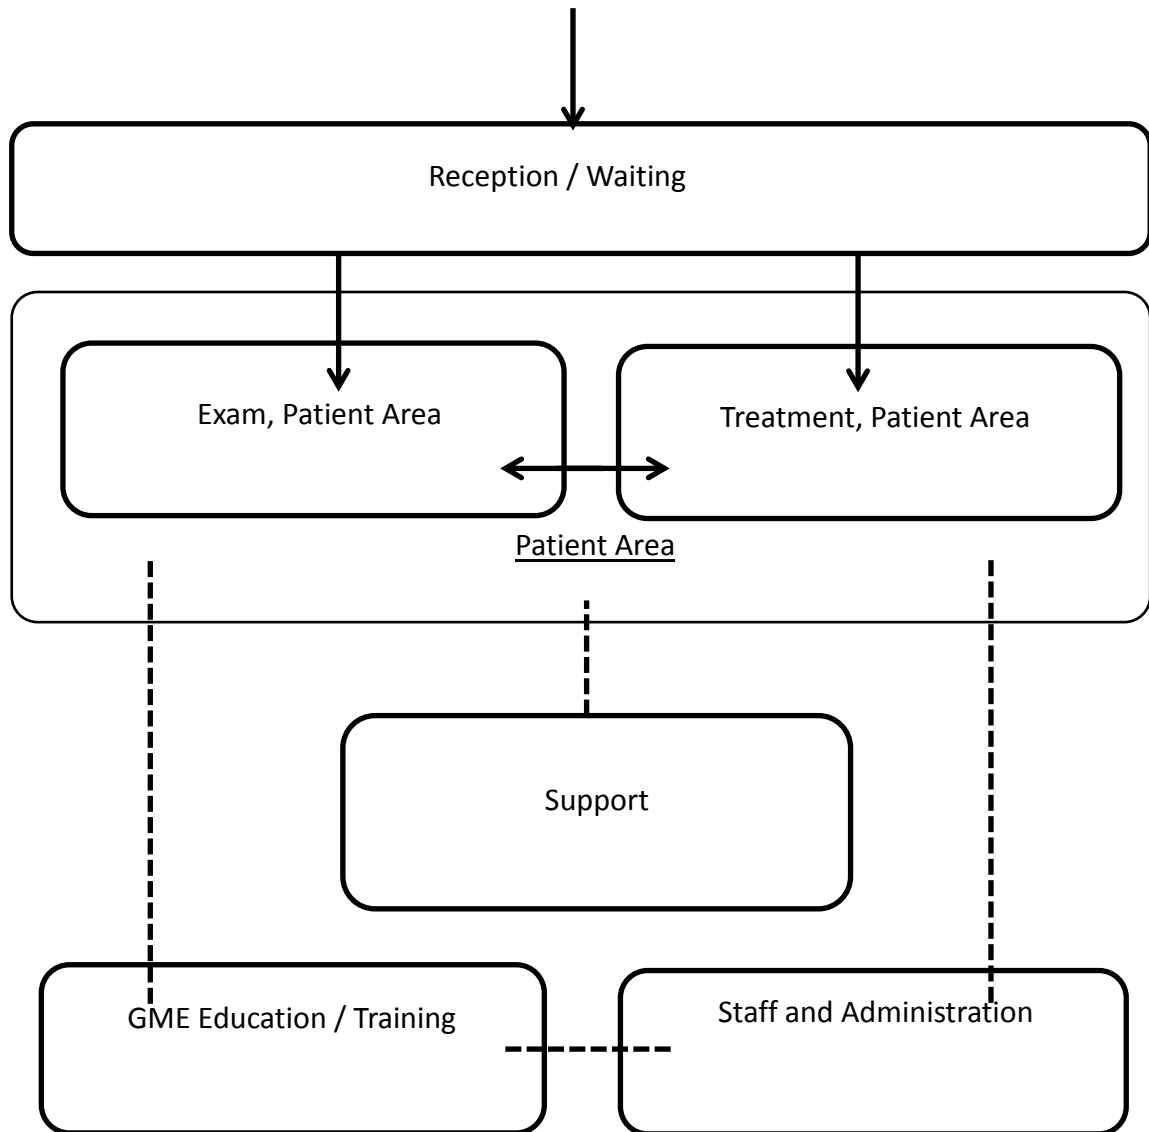 Reception / Waiting
Exam, Patient Area
Treatment, Patient Area
Patient Area
Support
GME Education / Training
Staff and Administration